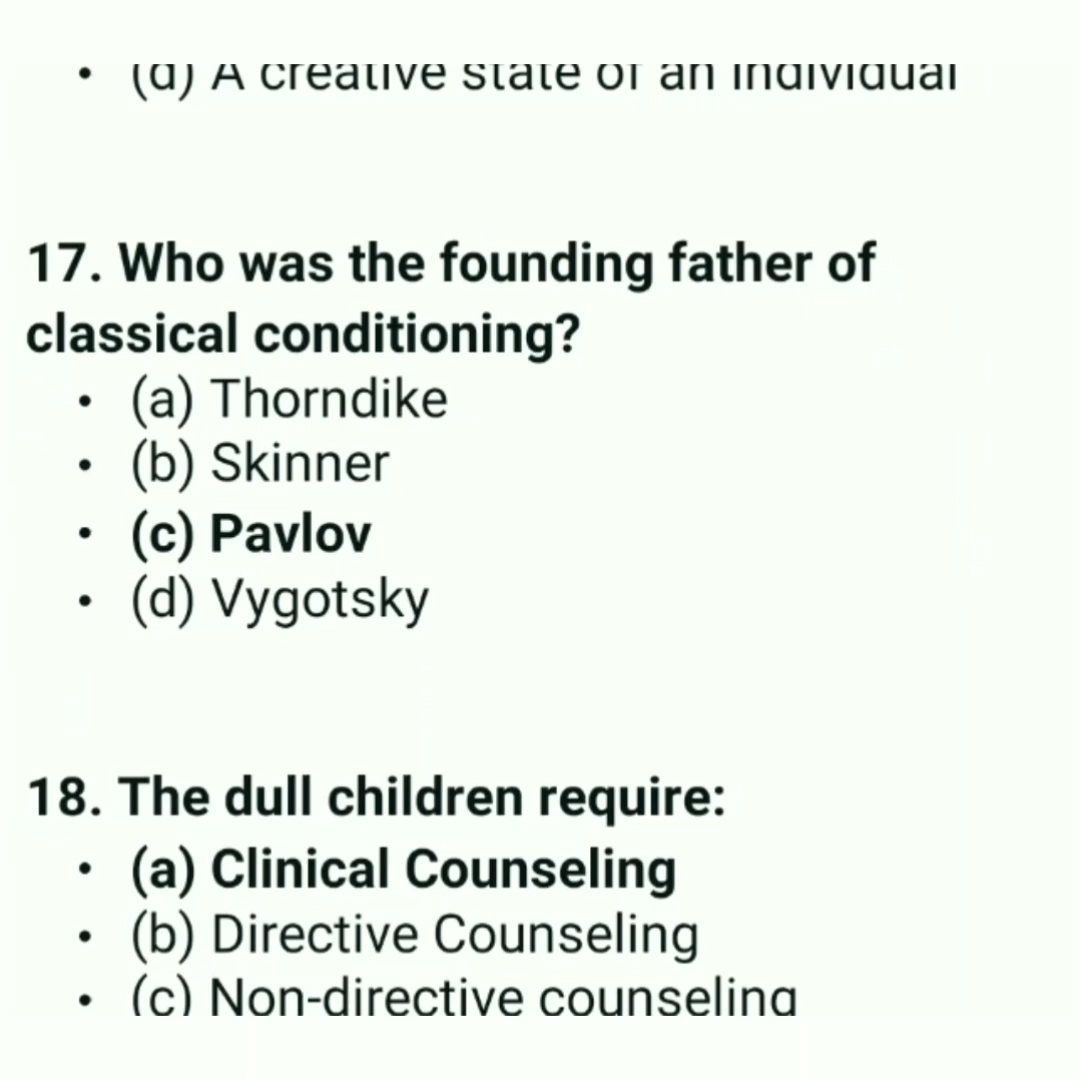 • (d) A creative state of an individual
17. Who was the founding father of
classical conditioning?
• (a) Thorndike
• (b) Skinner
• (c) Pavlov
• (d) Vygotsky
18. The dull children require:
• (a) Clinical Counseling
• (b) Directive Counseling
• (c) Non-directive counseling